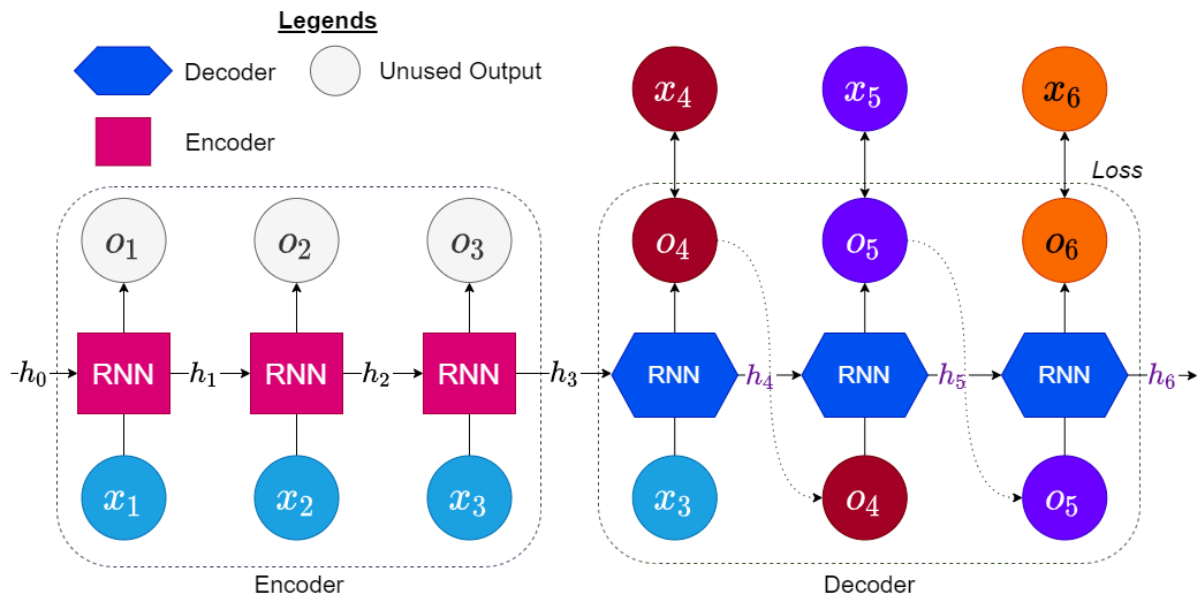 Legends
Decoder
Unused Output
Encoder
x₄ x₅ x₆
Loss
o₁ o₂ o₃ o₄ o₅ o₆
h₀ RNN h₁ RNN h₂ RNN h₃ RNN h₄ RNN h₅ RNN h₆
x₁ x₂ x₃ x₃ o₄ o₅
Encoder
Decoder